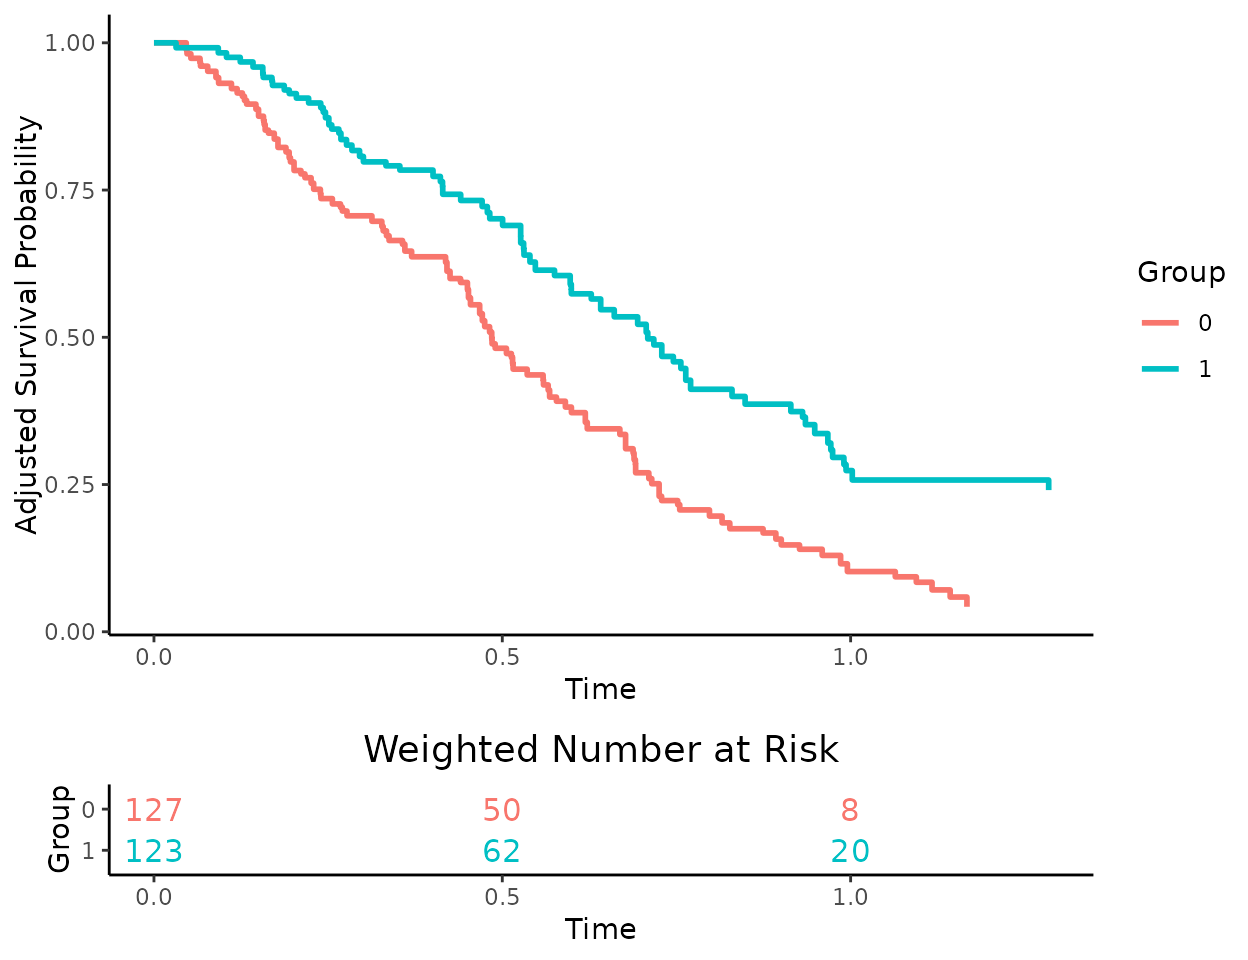 Adjusted Survival Probability
1.00
0.75
0.50
0.25
0.00
0.0 0.5 1.0
Time
Group
0
1
Weighted Number at Risk
Group
0 127 50 8
1 123 62 20
0.0 0.5 1.0
Time